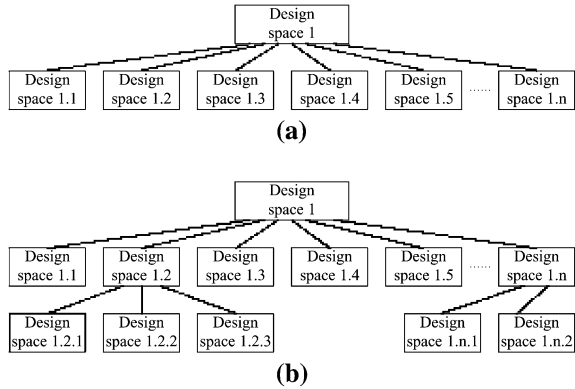 Design
space 1
Design space 1.1
Design space 1.2
Design space 1.3
Design space 1.4
Design space 1.5
......
Design space 1.n
(a)
Design
space 1
Design space 1.1
Design space 1.2
Design space 1.3
Design space 1.4
Design space 1.5
......
Design space 1.n
Design space 1.2.1
Design space 1.2.2
Design space 1.2.3
Design space 1.n.1
Design space 1.n.2
(b)